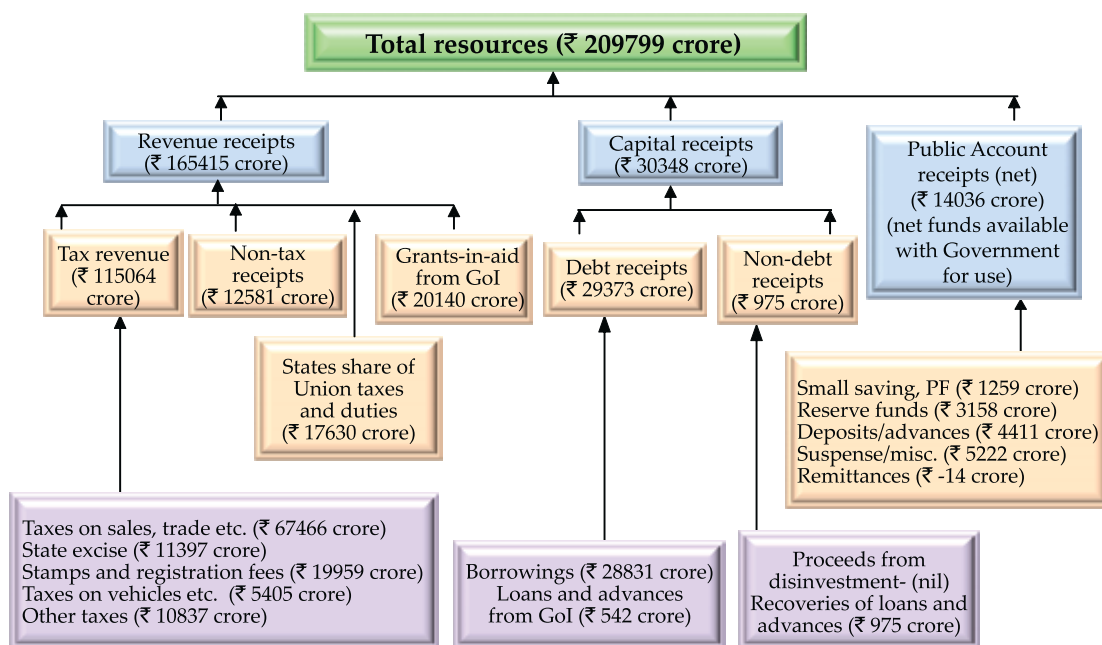 Total resources (₹ 209799 crore)
Revenue receipts
(₹ 165415 crore)
Capital receipts
(₹ 30348 crore)
Public Account
receipts (net)
(₹ 14036 crore)
(net funds available
with Government
for use)
Tax revenue
(₹ 115064
crore)
Non-tax
receipts
(₹ 12581 crore)
Grants-in-aid
from GoI
(₹ 20140 crore)
Debt receipts
(₹ 29373 crore)
Non-debt
receipts
(₹ 975 crore)
States share of
Union taxes
and duties
(₹ 17630 crore)
Small saving, PF (₹ 1259 crore)
Reserve funds (₹ 3158 crore)
Deposits/advances (₹ 4411 crore)
Suspense/misc. (₹ 5222 crore)
Remittances (₹ -14 crore)
Taxes on sales, trade etc. (₹ 67466 crore)
State excise (₹ 11397 crore)
Stamps and registration fees (₹ 19959 crore)
Taxes on vehicles etc. (₹ 5405 crore)
Other taxes (₹ 10837 crore)
Borrowings (₹ 28831 crore)
Loans and advances
from GoI (₹ 542 crore)
Proceeds from
disinvestment- (nil)
Recoveries of loans and
advances (₹ 975 crore)